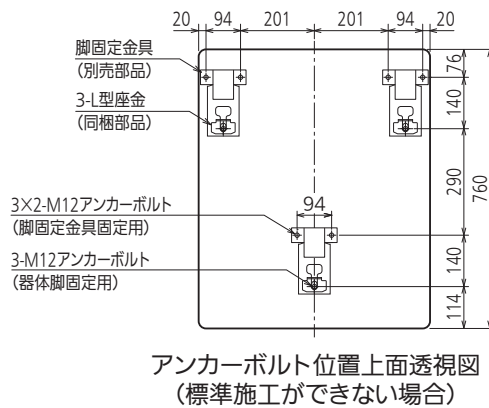 20 94 201 201 94 20
脚固定金具
(別売部品)
3-L型座金
(同梱部品)
76
140
290
760
3×2-M12アンカーボルト
(脚固定金具固定用)
94
3-M12アンカーボルト
(器体脚固定用)
140
114
アンカーボルト位置上面透視図
(標準施工ができない場合)